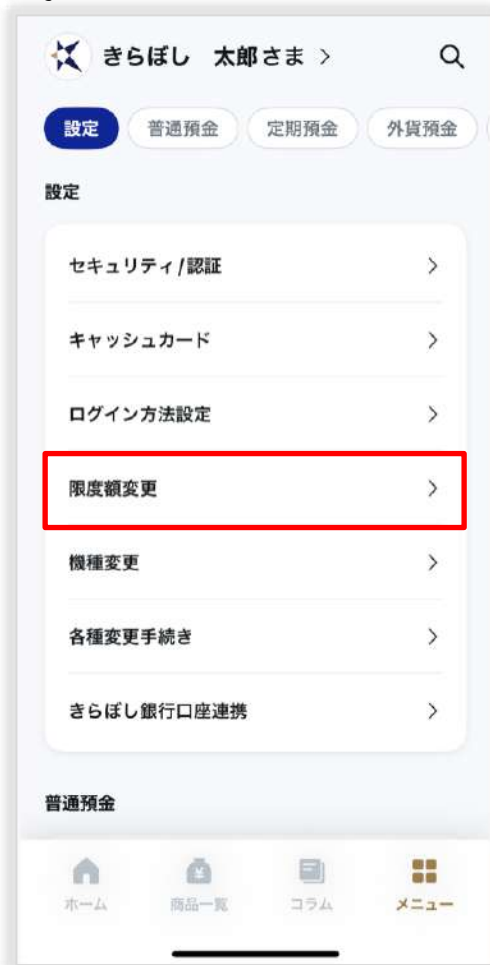 きらぼし 太郎さま >
設定 普通預金 定期預金 外貨預金
設定
セキュリティ/認証
キャッシュカード
ログイン方法設定
限度額変更
機種変更
各種変更手続き
きらぼし銀行口座連携
普通預金
ホーム 商品一覧 コラム メニュー